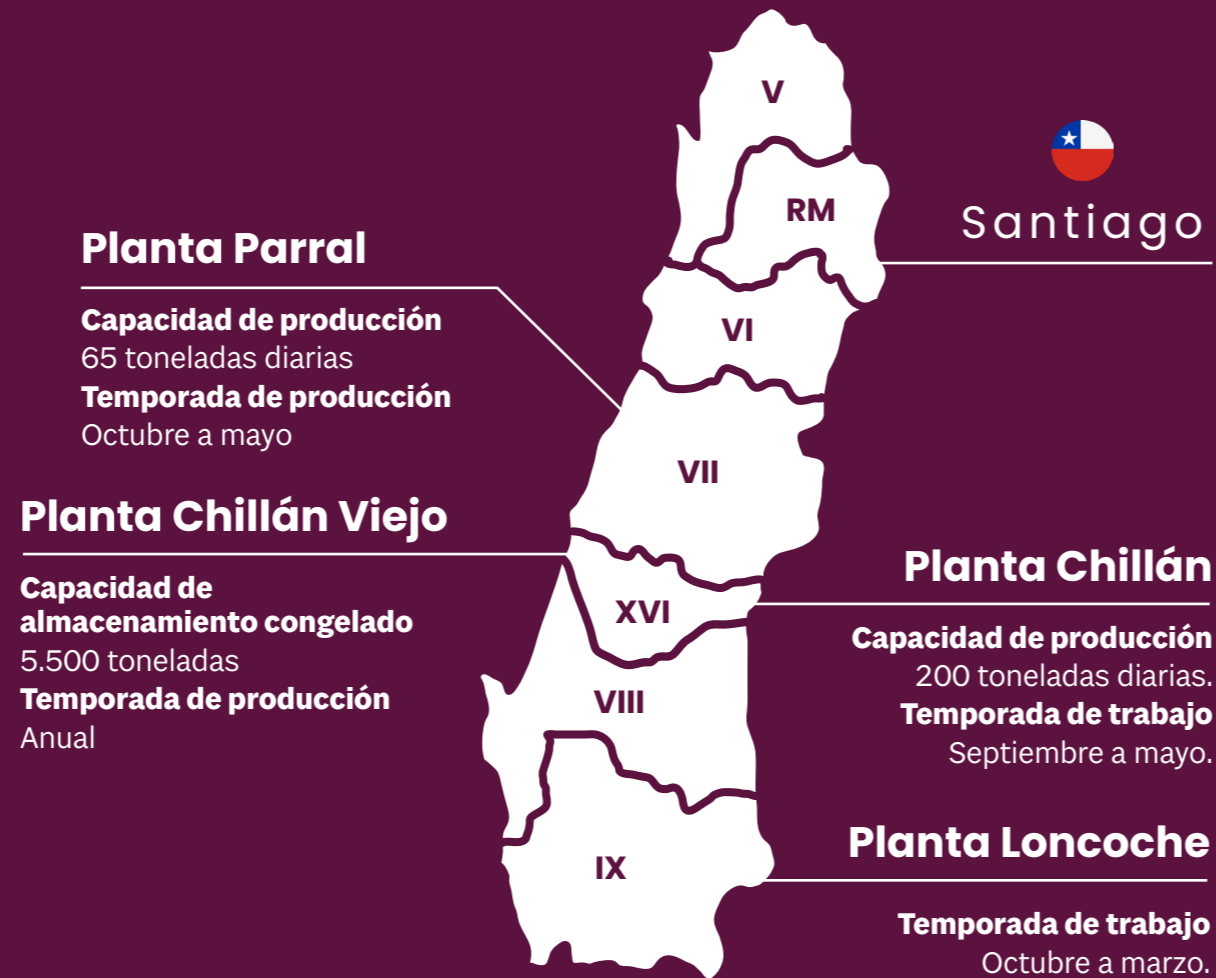 V
RM
Santiago
VI
VII
XVI
VIII
IX
Planta Parral
Capacidad de producción
65 toneladas diarias
Temporada de producción
Octubre a mayo
Planta Chillán Viejo
Capacidad de
almacenamiento congelado
5.500 toneladas
Temporada de producción
Anual
Planta Chillán
Capacidad de producción
200 toneladas diarias.
Temporada de trabajo
Septiembre a mayo.
Planta Loncoche
Temporada de trabajo
Octubre a marzo.